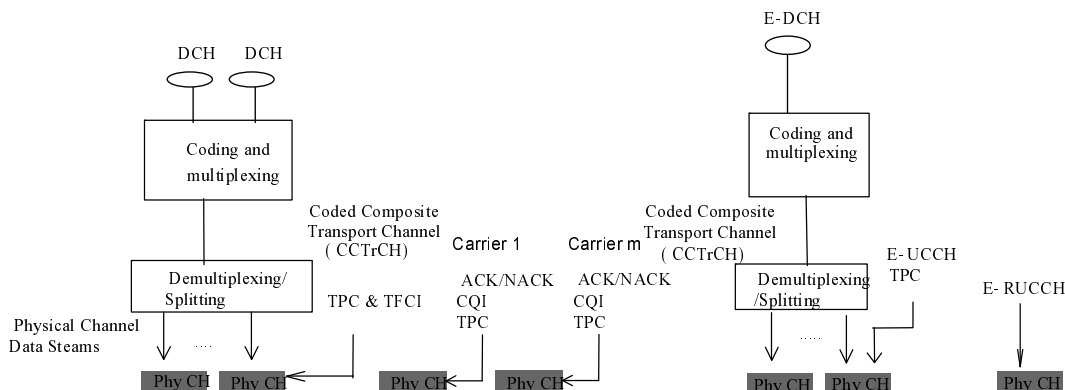 E-DCH
DCH DCH
Coding and
multiplexing
Coding and
multiplexing
Coded Composite
Transport Channel
( CCTrCH)
Carrier 1
Carrier m
Coded Composite
Transport Channel
( CCTrCH)
Demultiplexing/
Splitting
TPC & TFCI
ACK/NACK
CQI
TPC
ACK/NACK
CQI
TPC
Demultiplexing
/Splitting
E-UCCH
TPC
E-RUCCH
Physical Channel
Data Steams
....
.....
Phy CH Phy CH Phy CH Phy CH Phy CH Phy CH Phy CH